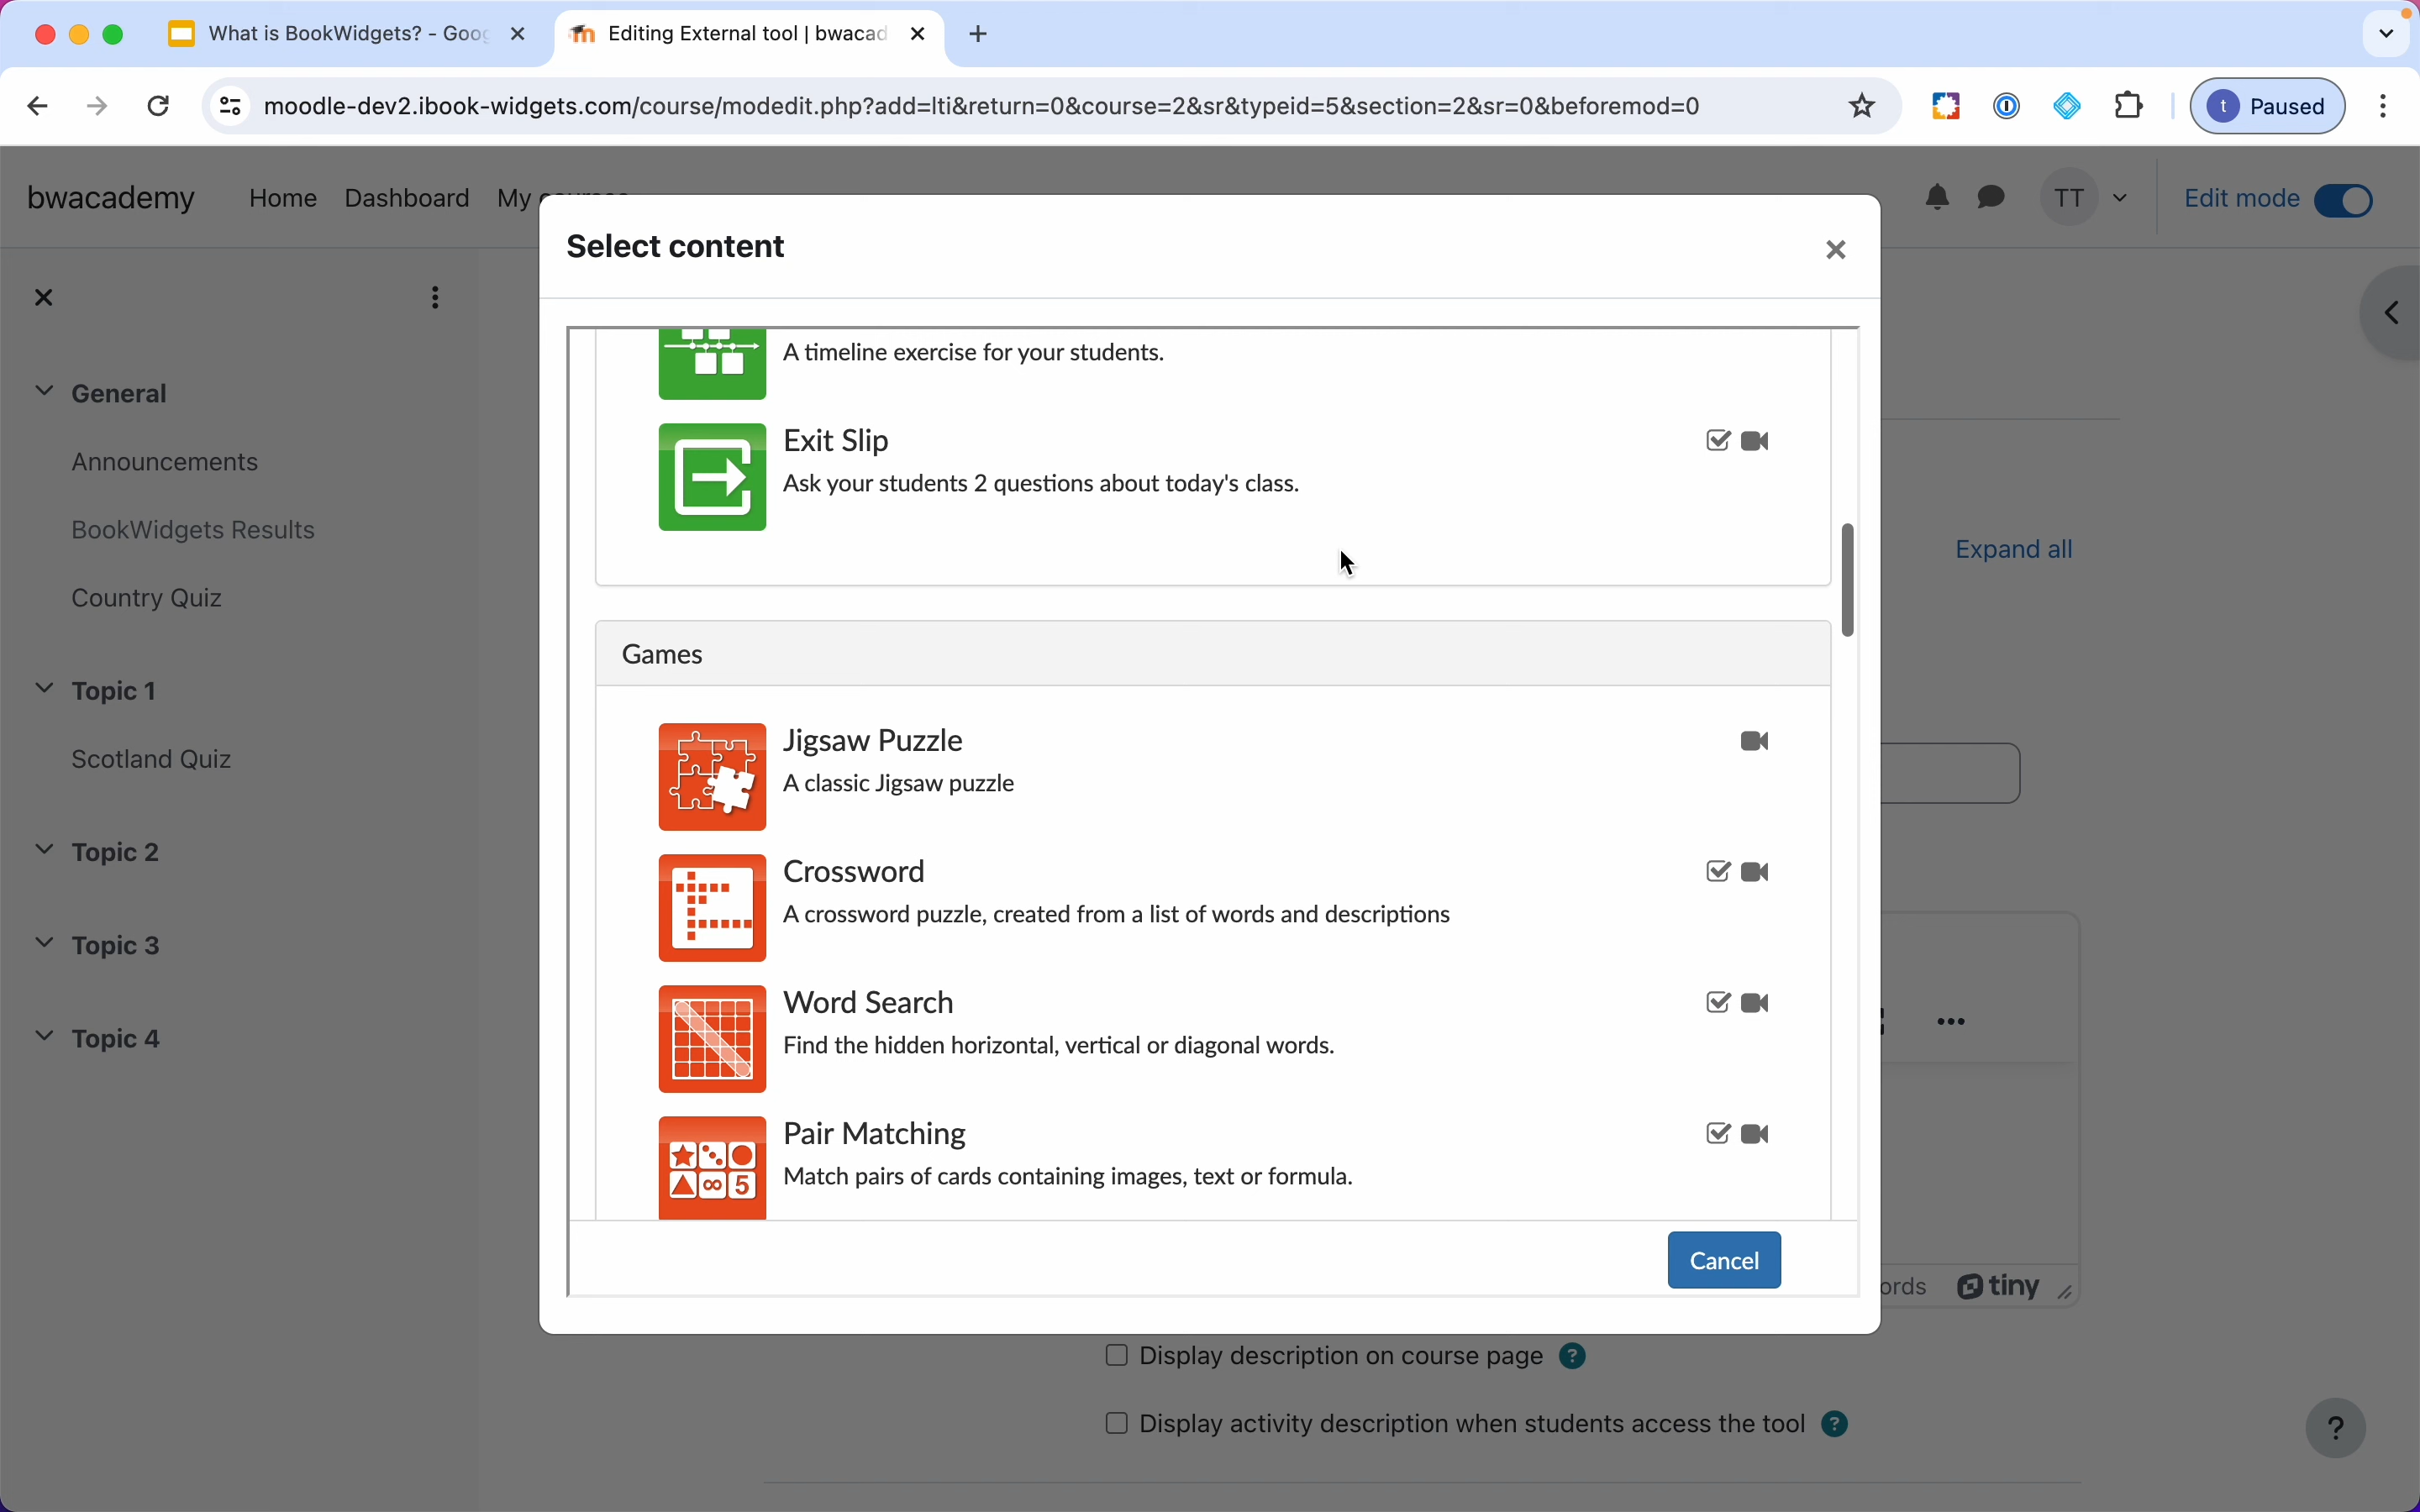 What is BookWidgets? - Goog
Editing External tool | bwacad
moodle-dev2.ibook-widgets.com/course/modedit.php?add=lti&return=0&course=2&sr&typeid=5&section=2&sr=0&beforemod=0
t Paused
bwacademy
Home Dashboard My
TT
Edit mode
Select content
General
Announcements
BookWidgets Results
Country Quiz
Topic 1
Scotland Quiz
Topic 2
Topic 3
Topic 4
A timeline exercise for your students.
Exit Slip
Ask your students 2 questions about today's class.
Expand all
Games
Jigsaw Puzzle
A classic Jigsaw puzzle
Crossword
A crossword puzzle, created from a list of words and descriptions
Word Search
Find the hidden horizontal, vertical or diagonal words.
Pair Matching
Match pairs of cards containing images, text or formula.
5
Cancel
ords tiny
Display description on course page ?
Display activity description when students access the tool ?
?